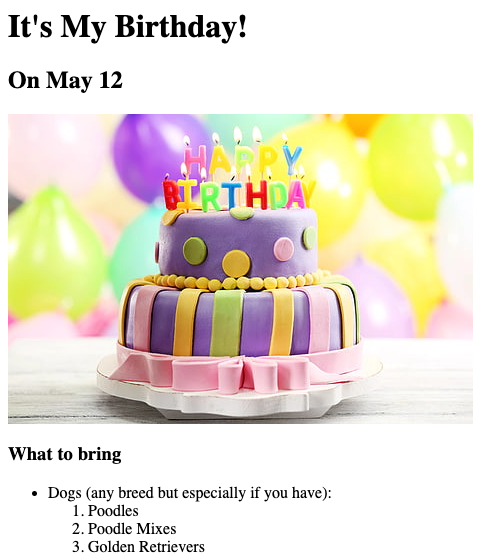 It's My Birthday!
On May 12
HAPPY
BIRTHDAY
What to bring
• Dogs (any breed but especially if you have):
1. Poodles
2. Poodle Mixes
3. Golden Retrievers